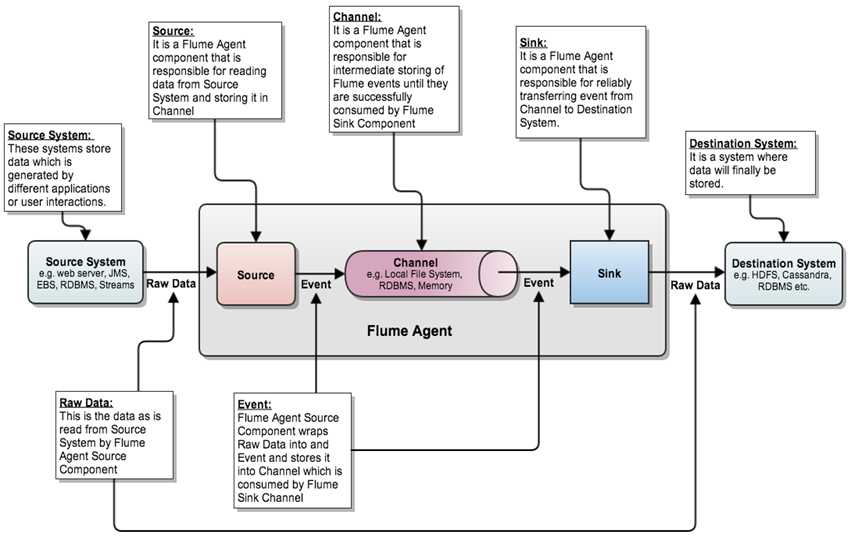 Source:
It is a Flume Agent
component that is
responsible for reading
data from Source
System and storing it in
Channel
Channel:
It is a Flume Agent
component that is
responsible for
intermediate storing of
Flume events until they
are successfully
consumed by Flume
Sink Component
Sink:
It is a Flume Agent
component that is
responsible for reliably
transferring event from
Channel to Destination
System.
Source System:
These systems store
data which is
generated by
different applications
or user interactions.
Destination System:
It is a system where
data will finally be
stored.
Source System
e.g. web server, JMS,
EBS, RDBMS, Streams
Raw Data
Source
Event
Channel
e.g. Local File System,
RDBMS, Memory
Event
Sink
Raw Data
Destination System
e.g. HDFS, Cassandra,
RDBMS etc.
Flume Agent
Raw Data:
This is the data as is
read from Source
System by Flume
Agent Source
Component
Event:
Flume Agent Source
Component wraps
Raw Data into and
Event and stores it
into Channel which is
consumed by Flume
Sink Channel